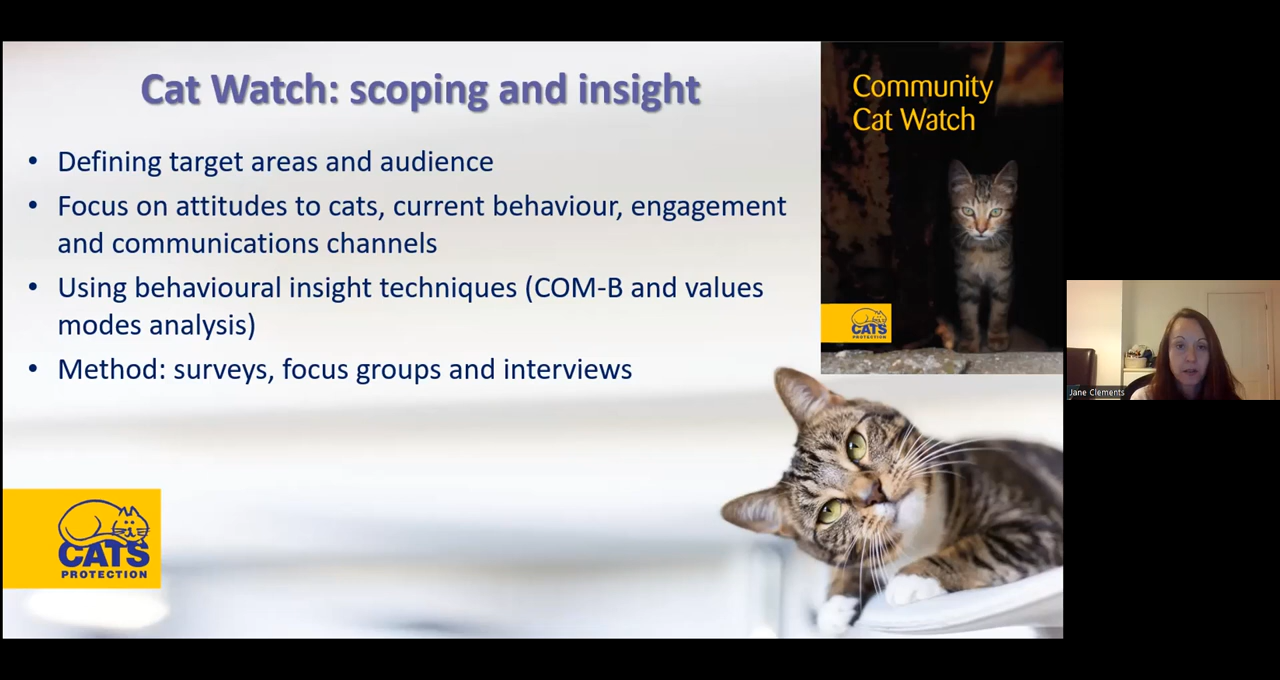 Cat Watch: scoping and insight
• Defining target areas and audience
• Focus on attitudes to cats, current behaviour, engagement
and communications channels
• Using behavioural insight techniques (COM-B and values
modes analysis)
• Method: surveys, focus groups and interviews
Community
Cat Watch
CATS
PROTECTION
CATS
PROTECTION
Jane Clements